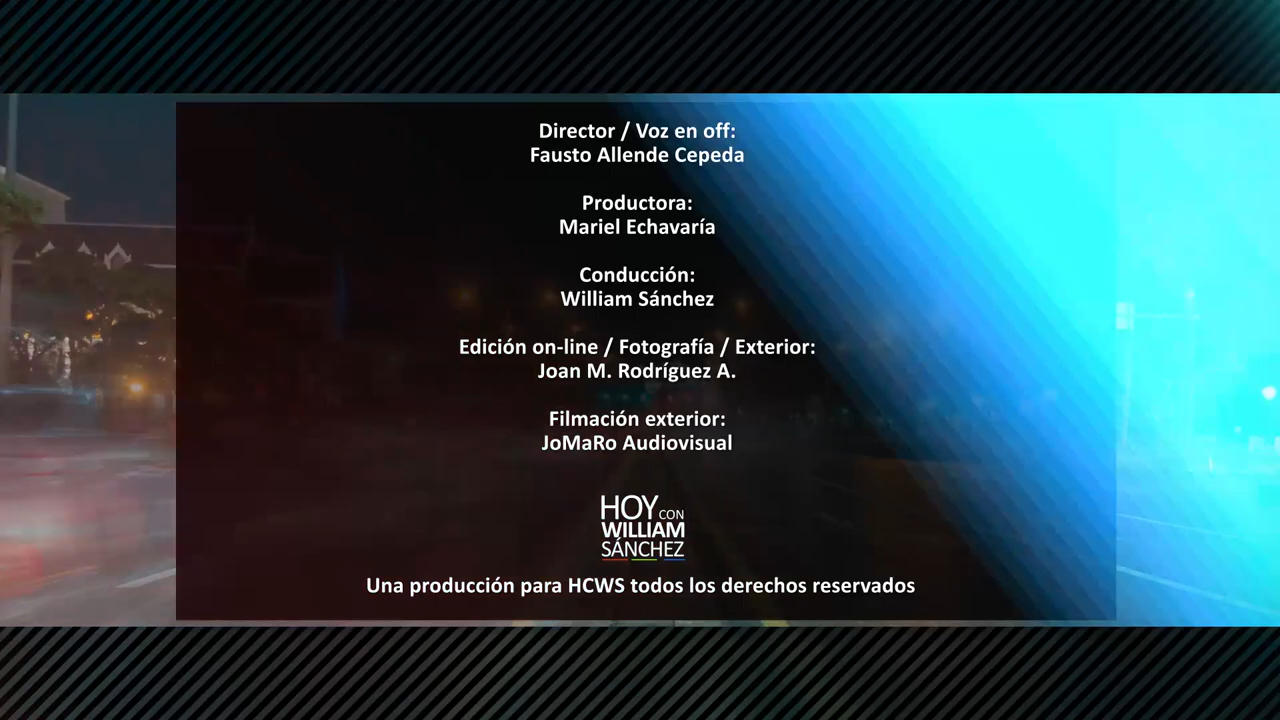 Director / Voz en off:
Fausto Allende Cepeda
Productora:
Mariel Echavaría
Conducción:
William Sánchez
Edición on-line / Fotografía / Exterior:
Joan M. Rodríguez A.
Filmación exterior:
JoMaRo Audiovisual
HOY CON
WILLIAM
SÁNCHEZ
Una producción para HCWS todos los derechos reservados